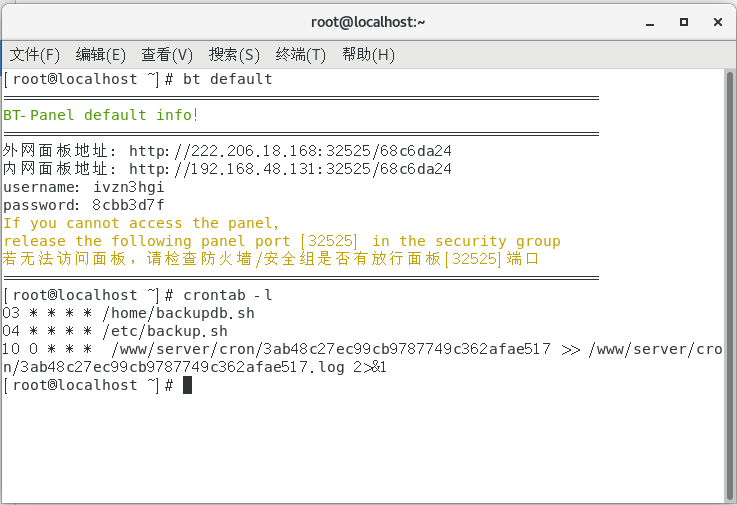 root@localhost:~
文件(F) 编辑(E) 查看(V) 搜索(S) 终端(T) 帮助(H)
[root@localhost ~]# bt default
==================================================================
BT-Panel default info!
==================================================================
外网面板地址: http://222.206.18.168:32525/68c6da24
内网面板地址: http://192.168.48.131:32525/68c6da24
username: ivzn3hgi
password: 8cbb3d7f
If you cannot access the panel,
release the following panel port [32525] in the security group
若无法访问面板，请检查防火墙/安全组是否有放行面板[32525]端口
==================================================================
[root@localhost ~]# crontab -l
03 * * * * /home/backupdb.sh
04 * * * * /etc/backup.sh
10 0 * * *  /www/server/cron/3ab48c27ec99cb9787749c362afae517 >> /www/server/cro
n/3ab48c27ec99cb9787749c362afae517.log 2>&1
[root@localhost ~]#